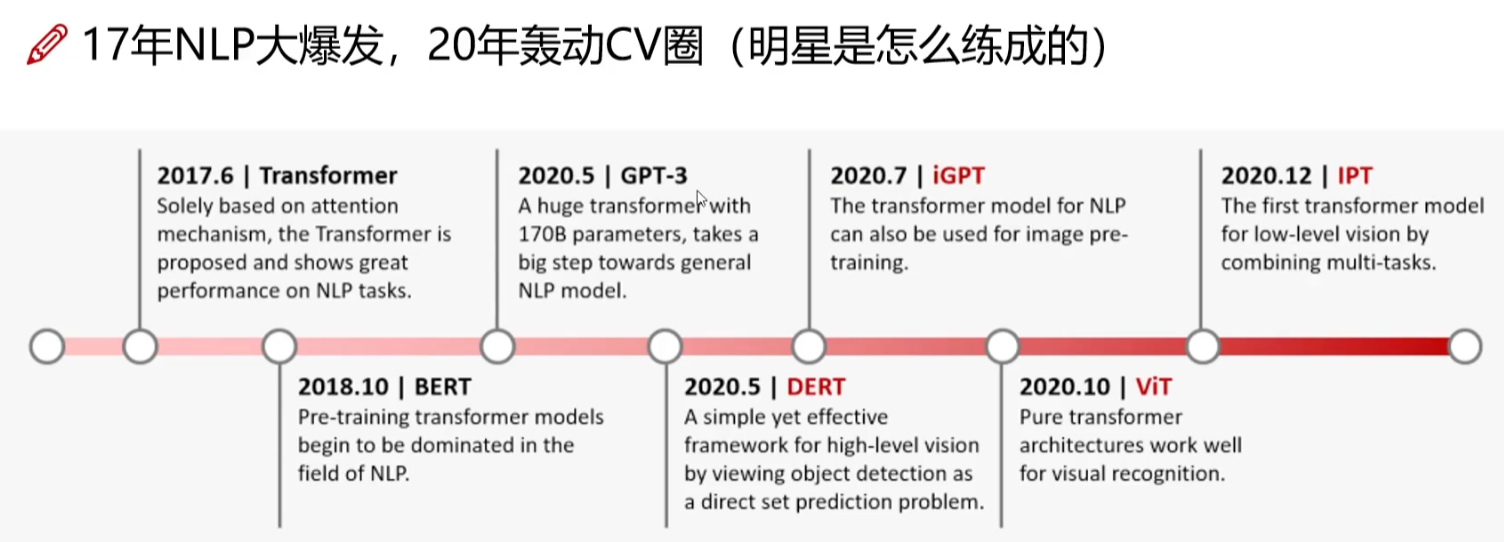 17年NLP大爆发，20年轰动CV圈（明星是怎么练成的）
2017.6 | Transformer
Solely based on attention
mechanism, the Transformer is
proposed and shows great
performance on NLP tasks.
2018.10 | BERT
Pre-training transformer models
begin to be dominated in the
field of NLP.
2020.5 | GPT-3
A huge transformer with
170B parameters, takes a
big step towards general
NLP model.
2020.5 | DERT
A simple yet effective
framework for high-level vision
by viewing object detection as
a direct set prediction problem.
2020.7 | iGPT
The transformer model for NLP
can also be used for image pre-
training.
2020.10 | ViT
Pure transformer
architectures work well
for visual recognition.
2020.12 | IPT
The first transformer model
for low-level vision by
combining multi-tasks.